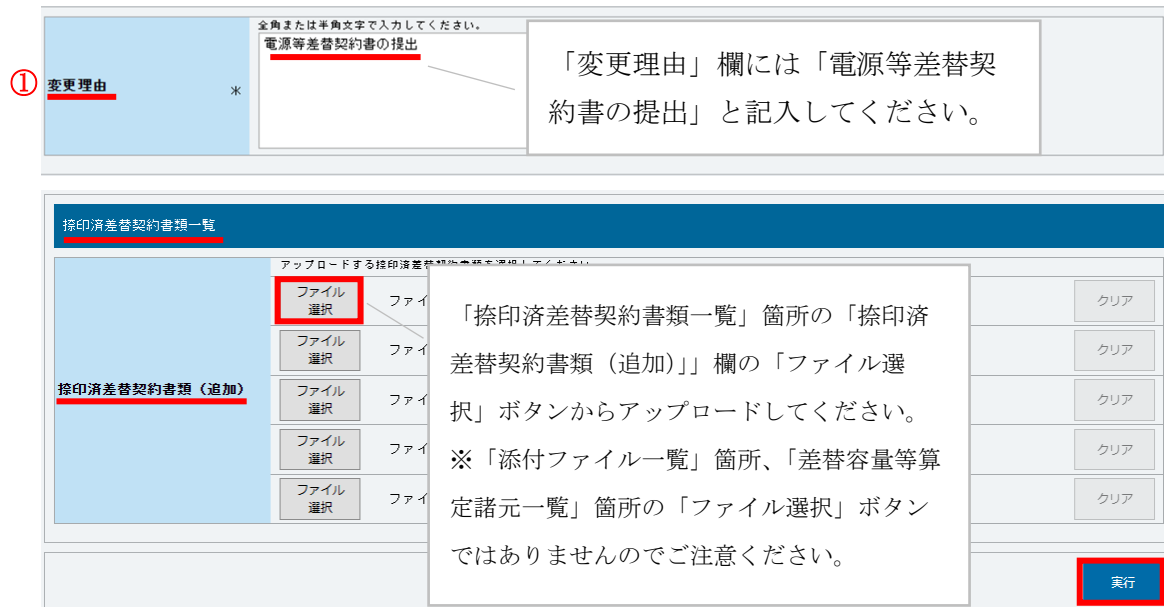 全角または半角文字で入力してください。
電源等差替契約書の提出
①
変更理由
*
「変更理由」欄には「電源等差替契
約書の提出」と記入してください。
捺印済差替契約書類一覧
アップロードする捺印済差替契約書類を選択してください
ファイル
選択
ファイ
クリア
ファイル
選択
ファイ
クリア
捺印済差替契約書類（追加）
ファイル
選択
ファイ
クリア
ファイル
選択
ファイ
クリア
ファイル
選択
ファイ
クリア
「捺印済差替契約書類一覧」箇所の「捺印済
差替契約書類（追加）」」欄の「ファイル選
択」ボタンからアップロードしてください。
※「添付ファイル一覧」箇所、「差替容量等算
定諸元一覧」箇所の「ファイル選択」ボタン
ではありませんのでご注意ください。
実行